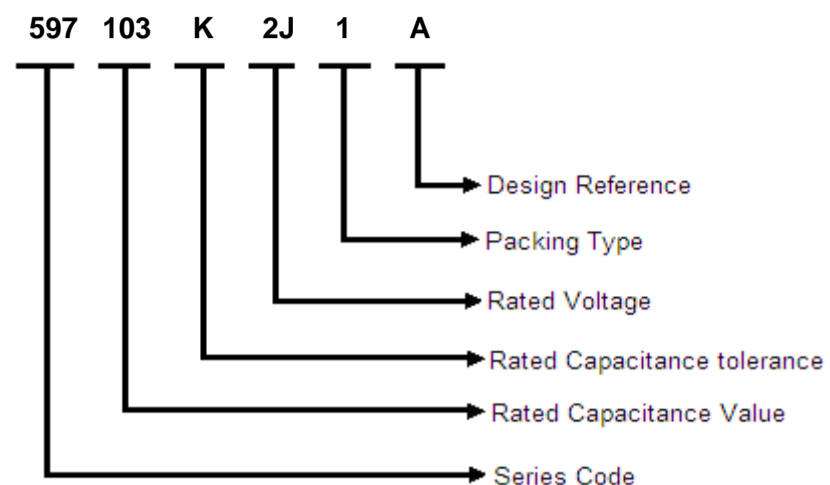 597 103 K 2J 1 A
Design Reference
Packing Type
Rated Voltage
Rated Capacitance tolerance
Rated Capacitance Value
Series Code